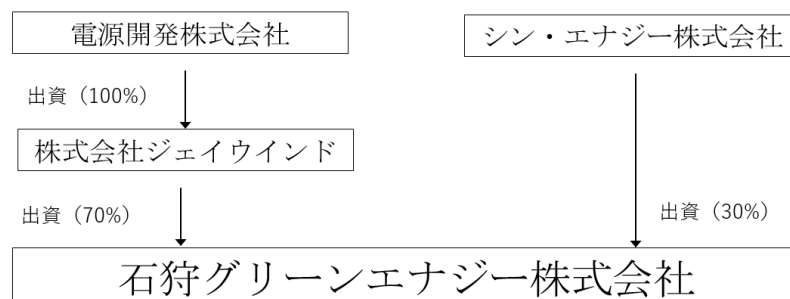 電源開発株式会社
シン・エナジー株式会社
出資（100%）
株式会社ジェイウインド
出資（70%）
出資（30%）
石狩グリーンエナジー株式会社